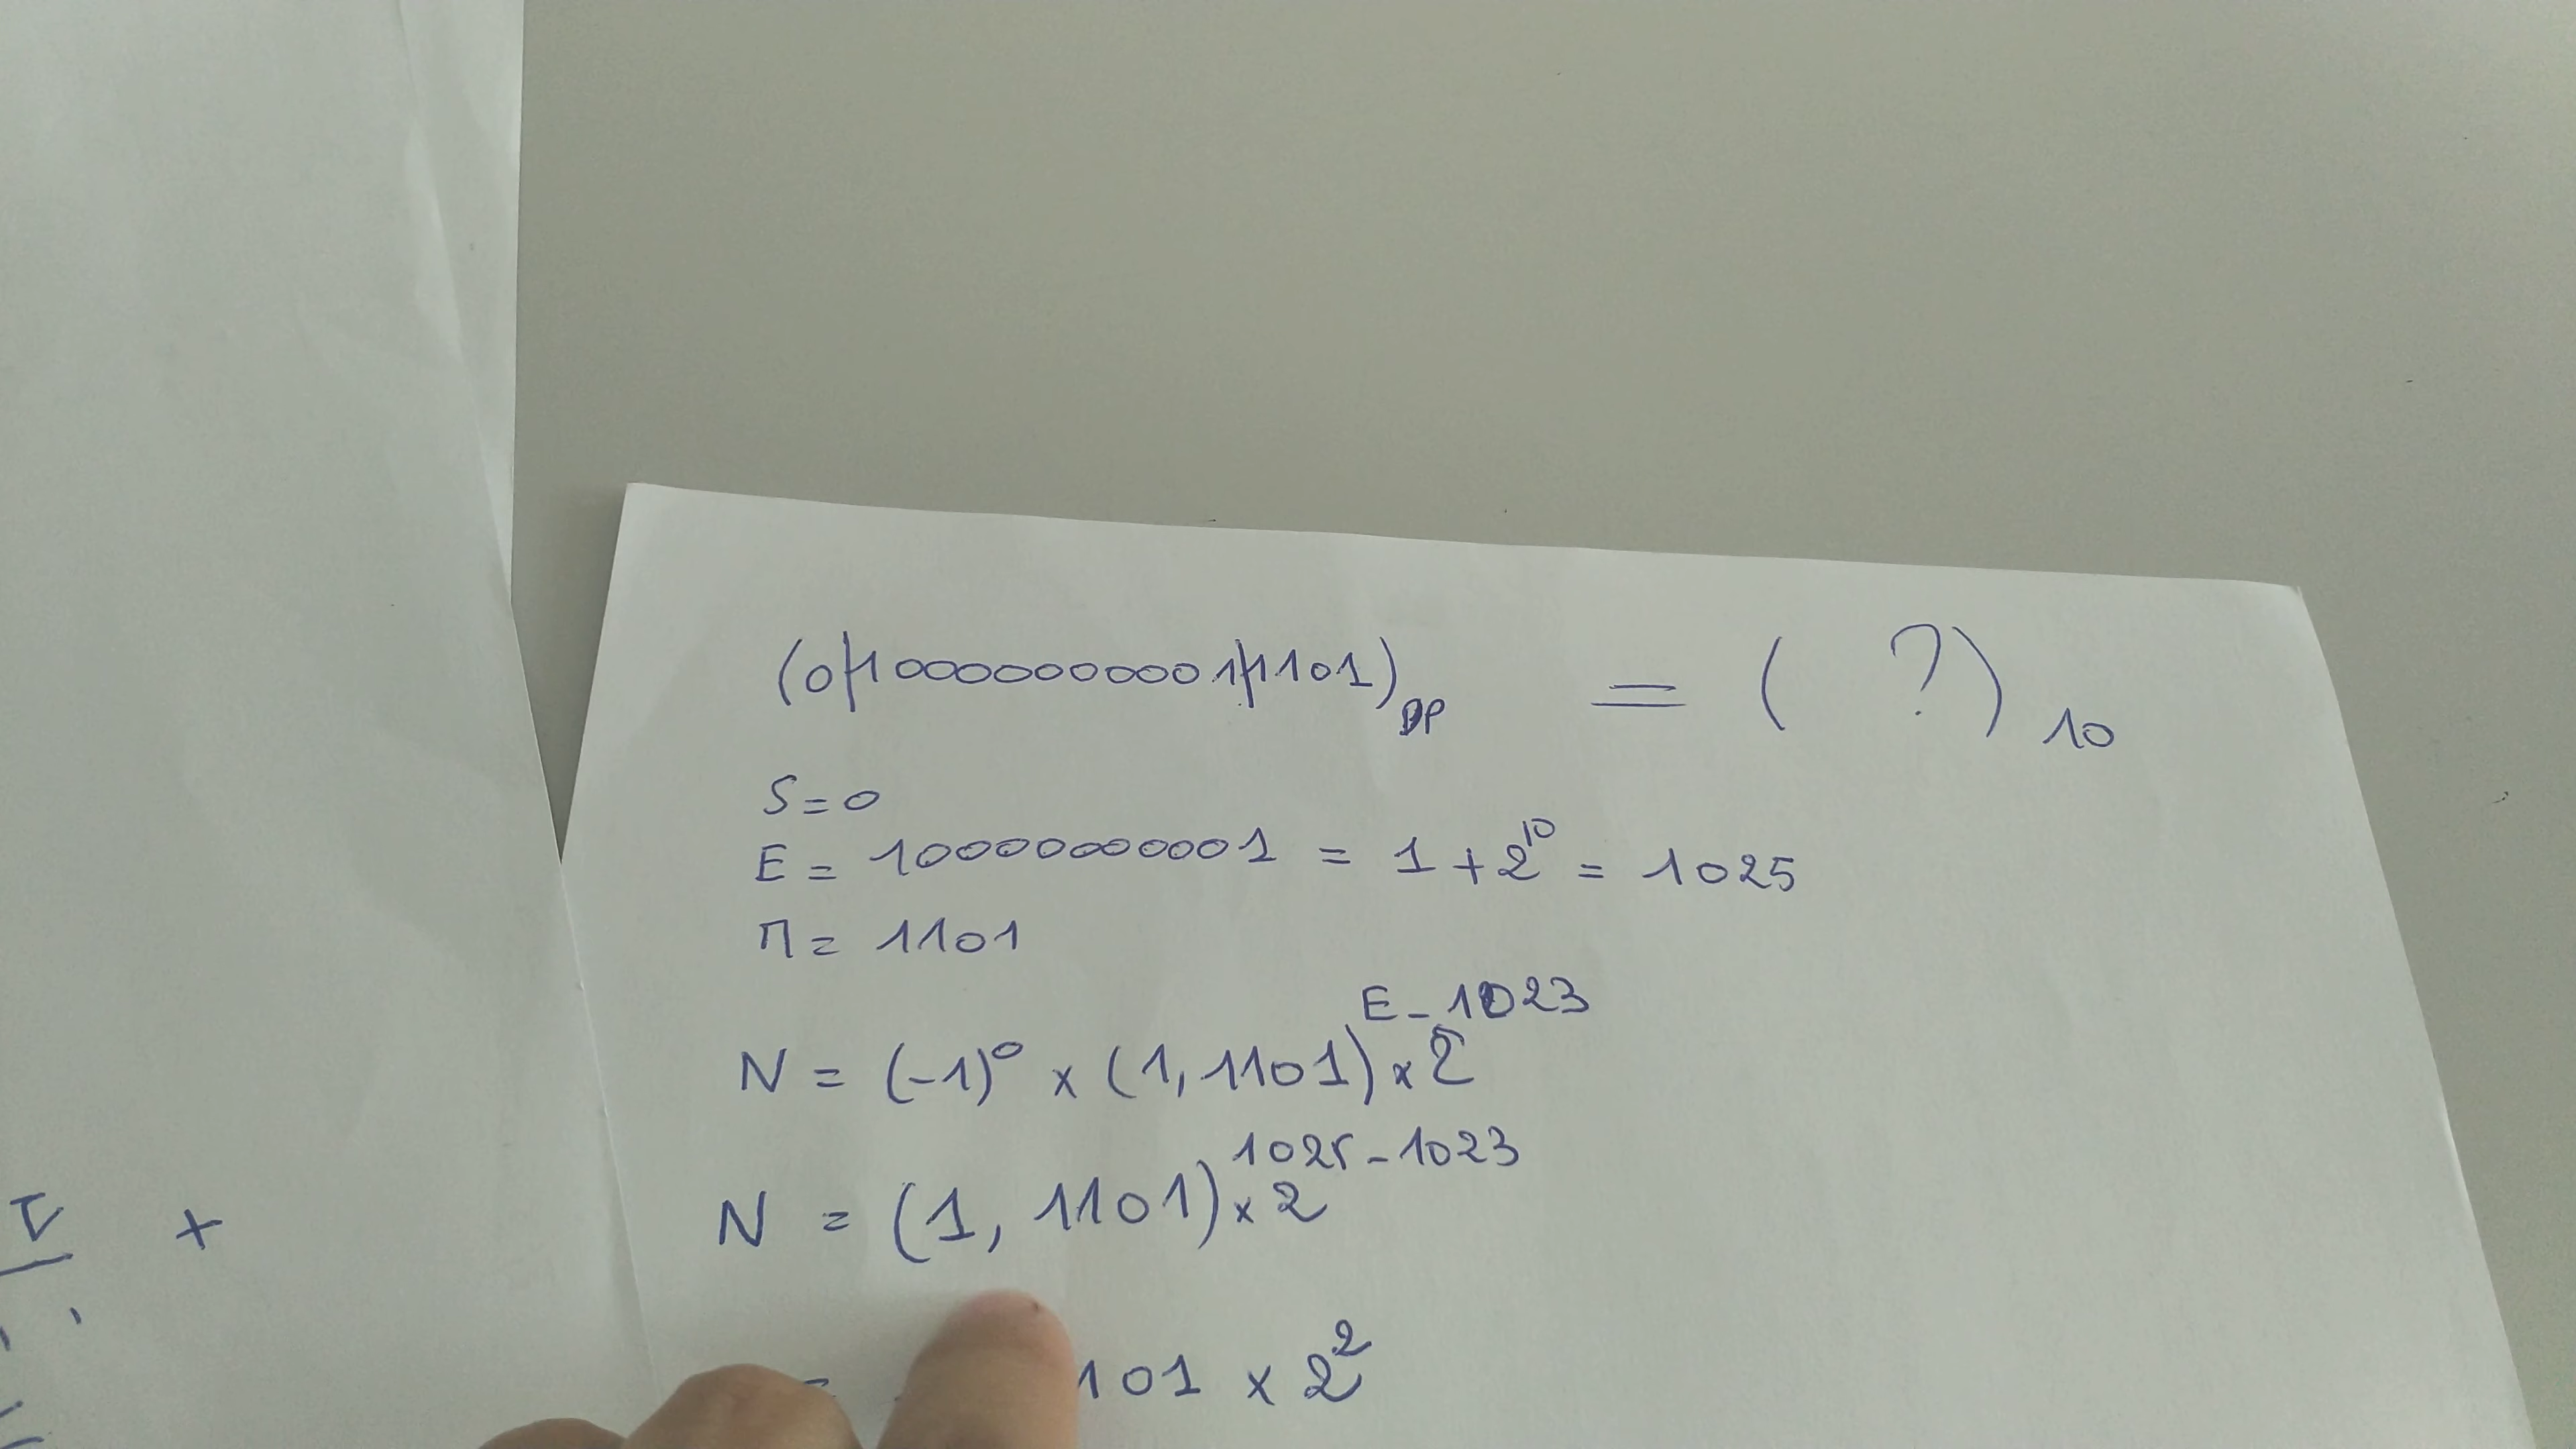 (0|10000000001|1101)DP = ( ? )10
S = 0
E = 10000000001 = 1 + 2^10 = 1025
M = 1101
N = (-1)^0 x (1,1101) x 2^E-1023
N = (1, 1101) x 2^1025-1023
= 101 x 2^2
+